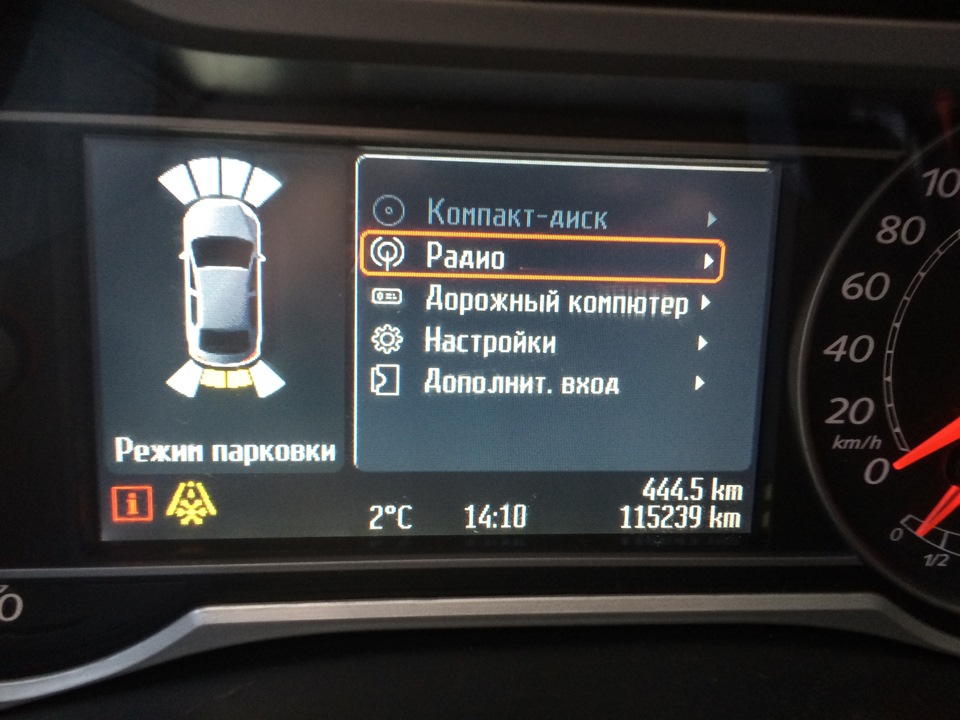 Компакт-диск
Радио
Дорожный компютер
Настройки
Дополнит. вход
Режим парковки
i
444.5 km
2°C 14:10 115239 km
100
80
60
40
20
km/h
0
0
1/2